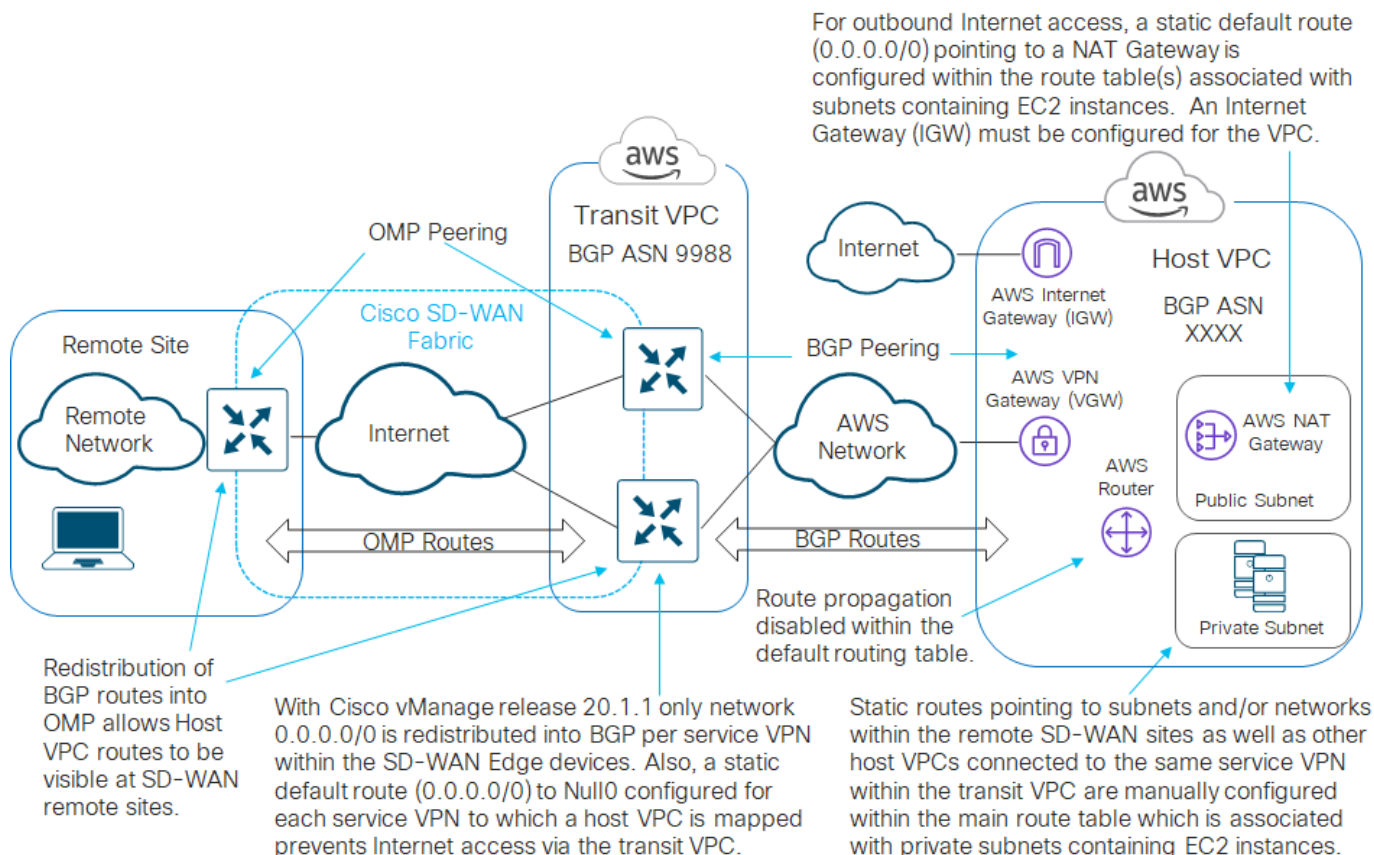 For outbound Internet access, a static default route
(0.0.0.0/0) pointing to a NAT Gateway is
configured within the route table(s) associated with
subnets containing EC2 instances. An Internet
Gateway (IGW) must be configured for the VPC.
aws
Transit VPC
BGP ASN 9988
aws
Host VPC
BGP ASN
XXXX
OMP Peering
Cisco SD-WAN
Fabric
Internet
AWS Internet
Gateway (IGW)
Remote Site
Remote
Network
Internet
BGP Peering
AWS VPN
Gateway (VGW)
AWS
Network
AWS
Router
AWS NAT
Gateway
Public Subnet
Private Subnet
OMP Routes
BGP Routes
Route propagation
disabled within the
default routing table.
Redistribution of
BGP routes into
OMP allows Host
VPC routes to be
visible at SD-WAN
remote sites.
With Cisco vManage release 20.1.1 only network
0.0.0.0/0 is redistributed into BGP per service VPN
within the SD-WAN Edge devices. Also, a static
default route (0.0.0.0/0) to Null0 configured for
each service VPN to which a host VPC is mapped
prevents Internet access via the transit VPC.
Static routes pointing to subnets and/or networks
within the remote SD-WAN sites as well as other
host VPCs connected to the same service VPN
within the transit VPC are manually configured
within the main route table which is associated
with private subnets containing EC2 instances.